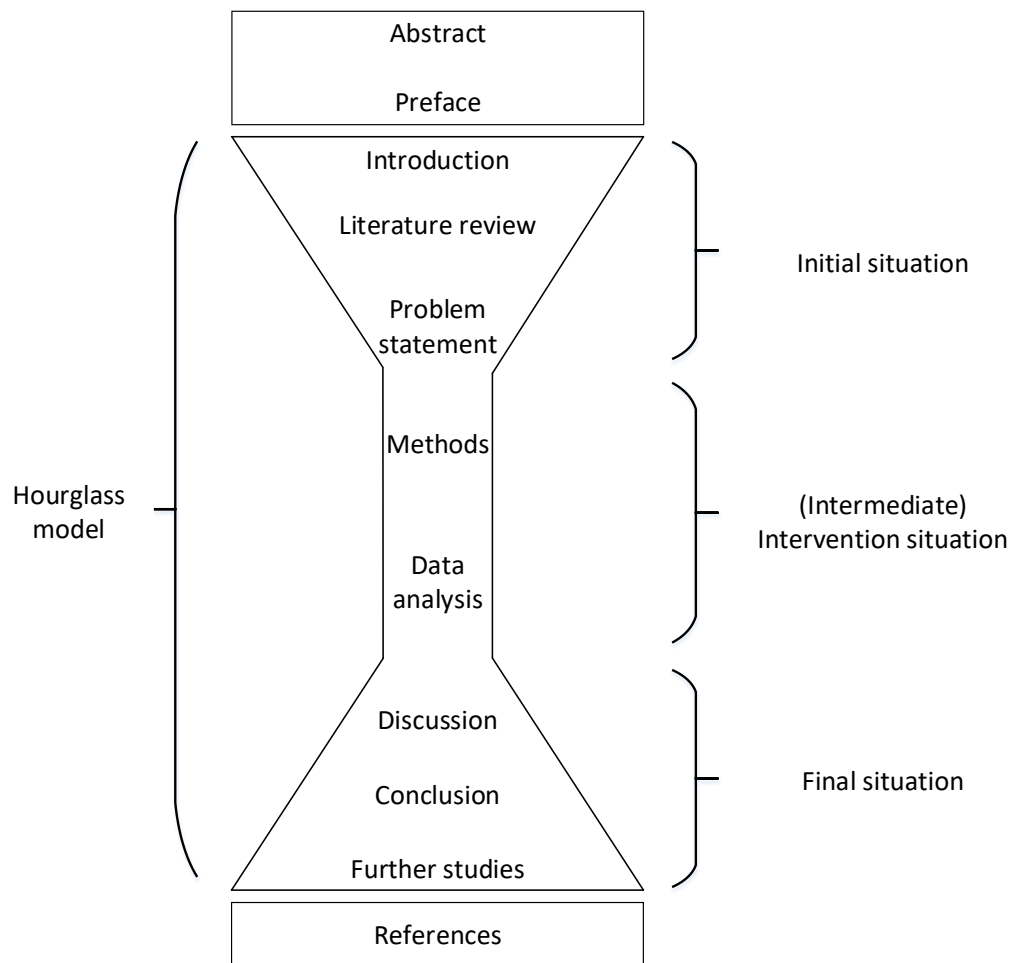 Abstract
Preface
Introduction
Literature review
Problem
statement
Methods
Data
analysis
Discussion
Conclusion
Further studies
References
Hourglass
model
Initial situation
(Intermediate)
Intervention situation
Final situation